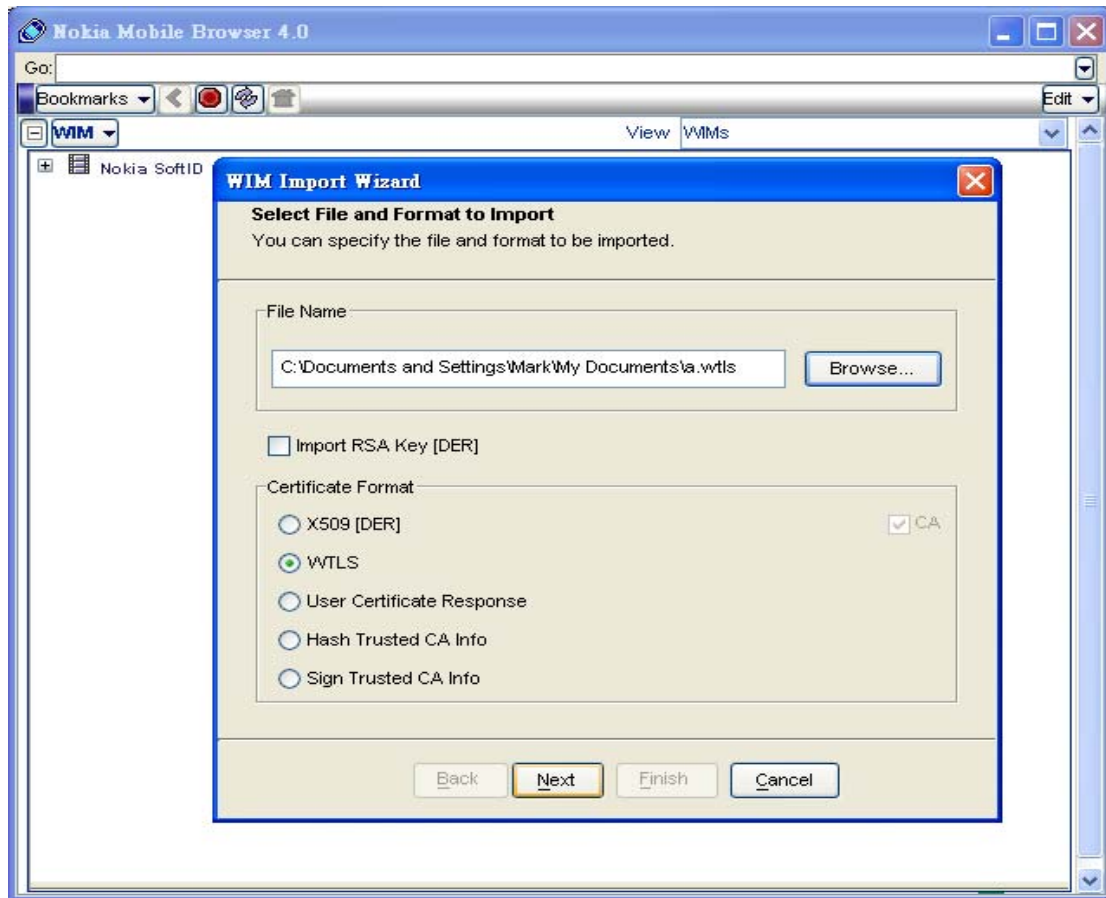 Nokia Mobile Browser 4.0
Go:
Bookmarks
Edit
WIM
View WIMs
Nokia SoftID
WIM Import Wizard
Select File and Format to Import
You can specify the file and format to be imported.
File Name
C:\Documents and Settings\Mark\My Documents\a.wtls
Browse...
Import RSA Key [DER]
Certificate Format
X509 [DER]
CA
WTLS
User Certificate Response
Hash Trusted CA Info
Sign Trusted CA Info
Back Next Finish Cancel